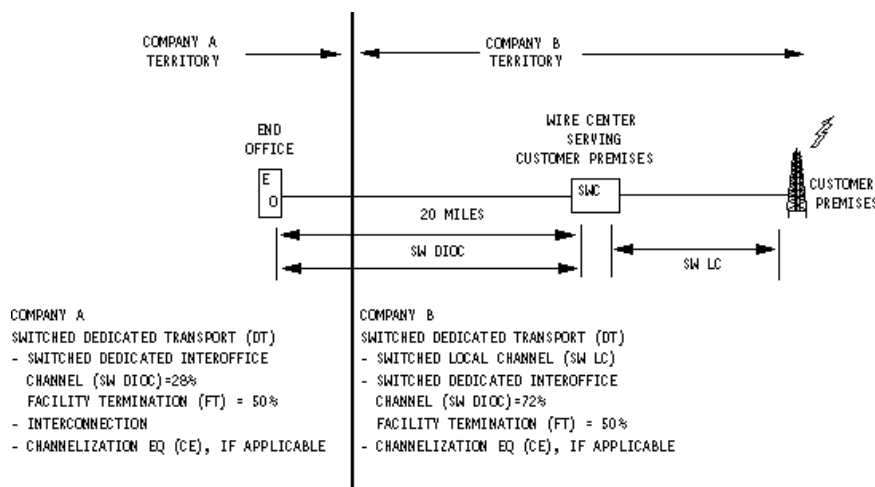 COMPANY A
TERRITORY
COMPANY B
TERRITORY
END
OFFICE
WIRE CENTER
SERVING
CUSTOMER PREMISES
E
O
SWC
CUSTOMER
PREMISES
20 MILES
SW DIOC
SW LC
COMPANY A
SWITCHED DEDICATED TRANSPORT (DT)
- SWITCHED DEDICATED INTEROFFICE
CHANNEL (SW DIOC)=28%
FACILITY TERMINATION (FT) = 50%
- INTERCONNECTION
- CHANNELIZATION EQ (CE), IF APPLICABLE
COMPANY B
SWITCHED DEDICATED TRANSPORT (DT)
- SWITCHED LOCAL CHANNEL (SW LC)
- SWITCHED DEDICATED INTEROFFICE
CHANNEL (SW DIOC)=72%
FACILITY TERMINATION (FT) = 50%
- CHANNELIZATION EQ (CE), IF APPLICABLE